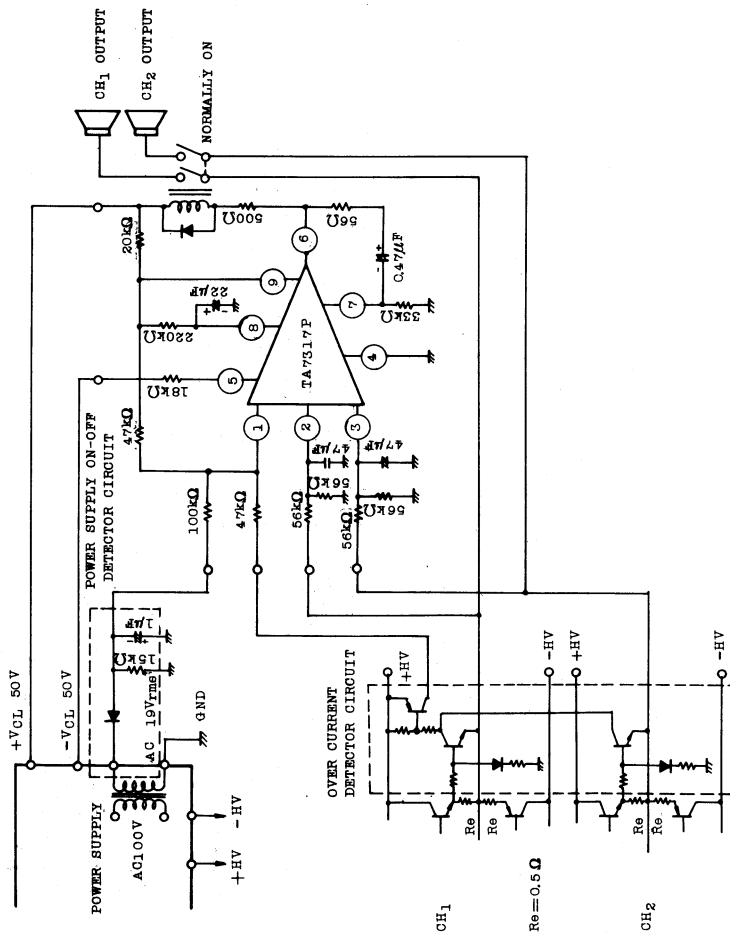 POWER SUPPLY
AC100V
+HV
-HV
+VCL 50V
-VCL 50V
AC 19Vrms
GND
15kΩ
1μF
POWER SUPPLY ON-OFF
DETECTOR CIRCUIT
100kΩ
47kΩ
47kΩ
18kΩ
220kΩ
22μF
20kΩ
500Ω
56Ω
0.47μF
33kΩ
56kΩ
56kΩ
47μF
56kΩ
56kΩ
47μF
TA7317P
1
2
3
4
5
6
7
8
9
NORMALLY ON
CH1 OUTPUT
CH2 OUTPUT
OVER CURRENT
DETECTOR CIRCUIT
+HV
-HV
+HV
-HV
Re
Re
Re
Re
CH1
Re=0.5Ω
CH2